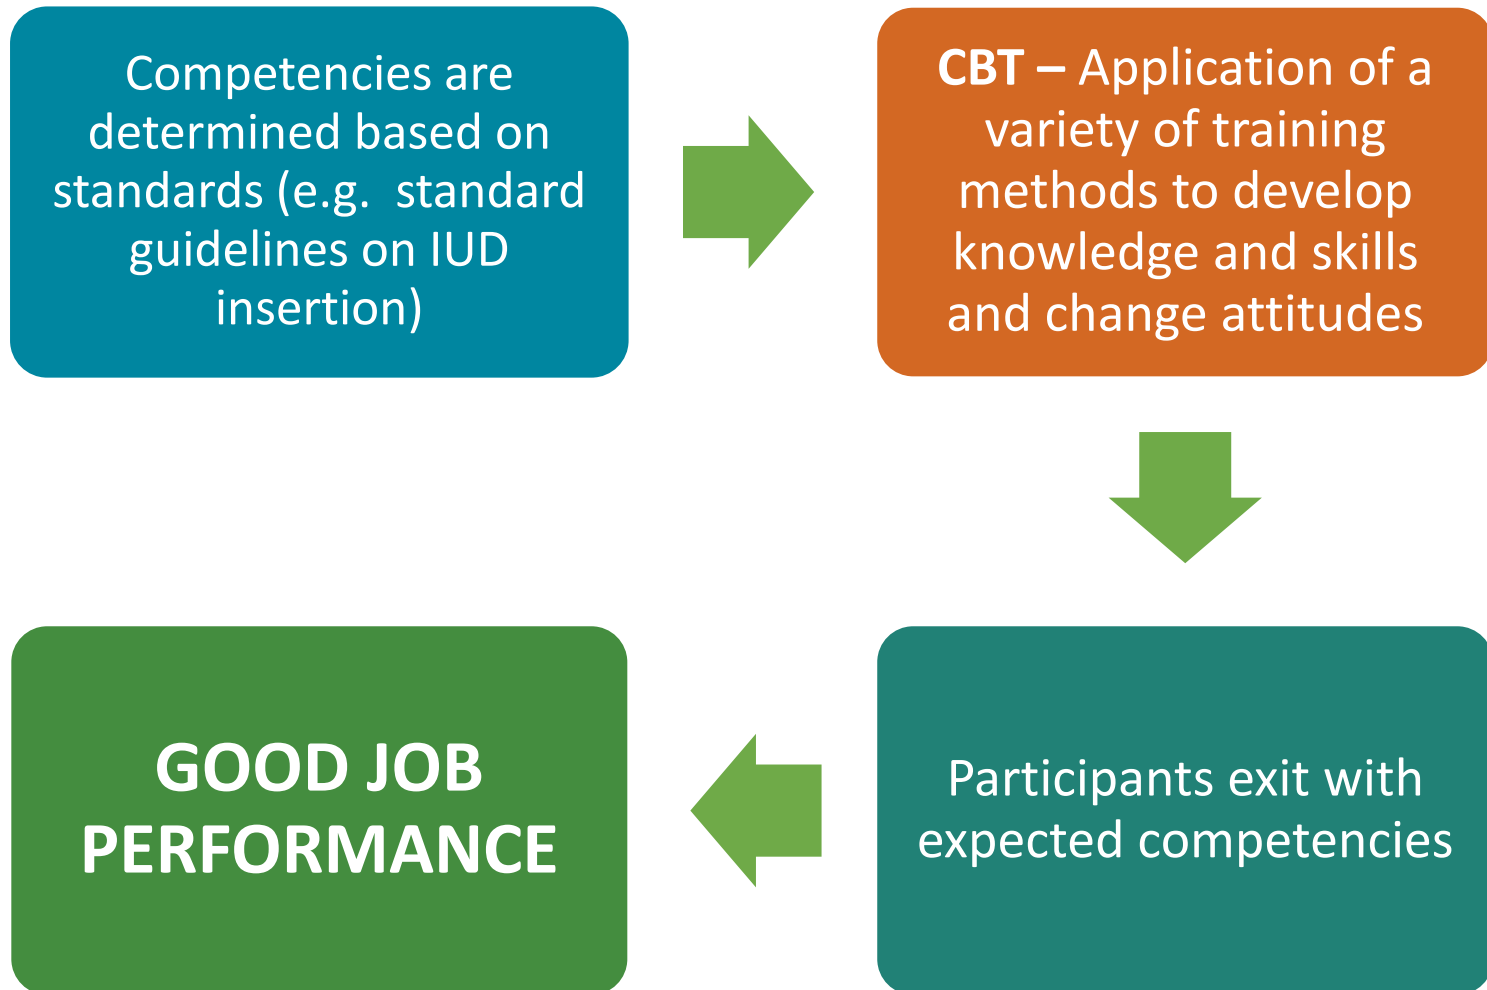 Competencies are
determined based on
standards (e.g.  standard
guidelines on IUD
insertion)
CBT – Application of a
variety of training
methods to develop
knowledge and skills
and change attitudes
Participants exit with
expected competencies
GOOD JOB
PERFORMANCE